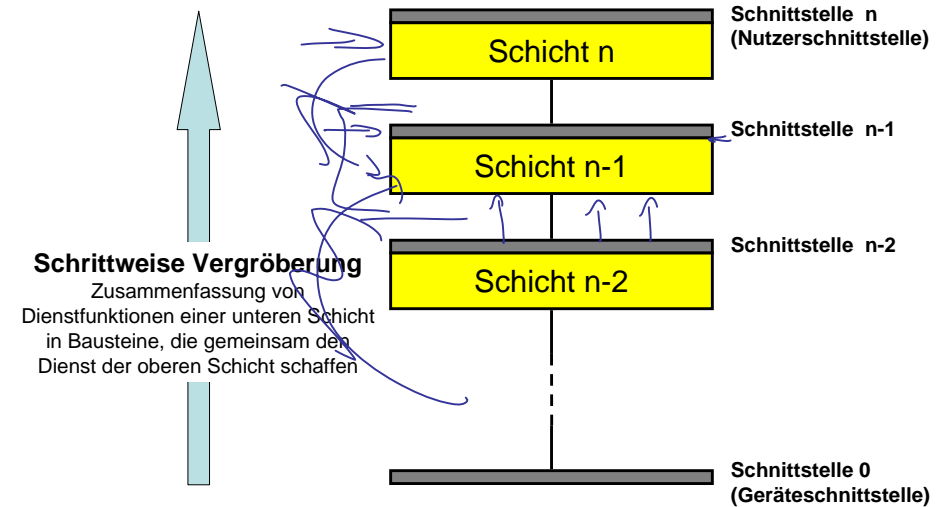 Schnittstelle n
(Nutzerschnittstelle)
Schicht n
Schnittstelle n-1
Schicht n-1
Schnittstelle n-2
Schicht n-2
Schrittweise Vergröberung
Zusammenfassung von
Dienstfunktionen einer unteren Schicht
in Bausteine, die gemeinsam den
Dienst der oberen Schicht schaffen
Schnittstelle 0
(Geräteschnittstelle)